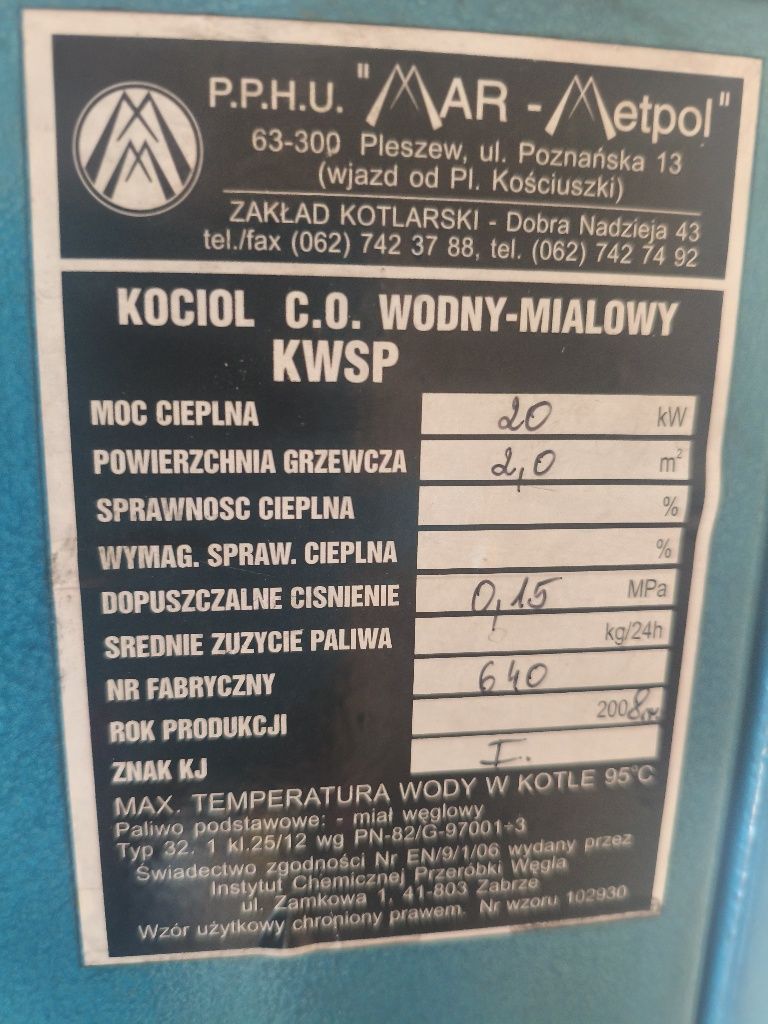 P.P.H.U. "MAR - Metpol"
63-300 Pleszew, ul. Poznańska 13
(wjazd od Pl. Kościuszki)
ZAKŁAD KOTLARSKI - Dobra Nadzieja 43
tel./fax (062) 742 37 88, tel. (062) 742 74 92
KOCIOL C.O. WODNY-MIALOWY
KWSP
MOC CIEPLNA 20 kW
POWIERZCHNIA GRZEWCZA 2,0 m²
SPRAWNOSC CIEPLNA %
WYMAG. SPRAW. CIEPLNA %
DOPUSZCZALNE CISNIENIE 0,15 MPa
SREDNIE ZUZYCIE PALIWA kg/24h
NR FABRYCZNY 640
ROK PRODUKCJI 2008
ZNAK KJ I.
MAX. TEMPERATURA WODY W KOTLE 95°C
Paliwo podstawowe: - miał węglowy
Typ 32. 1 kl.25/12 wg PN-82/G-97001÷3
Świadectwo zgodności Nr EN/9/1/06 wydany przez
Instytut Chemicznej Przeróbki Węgla
ul. Zamkowa 1, 41-803 Zabrze
Wzór użytkowy chroniony prawem. Nr wzoru 102930